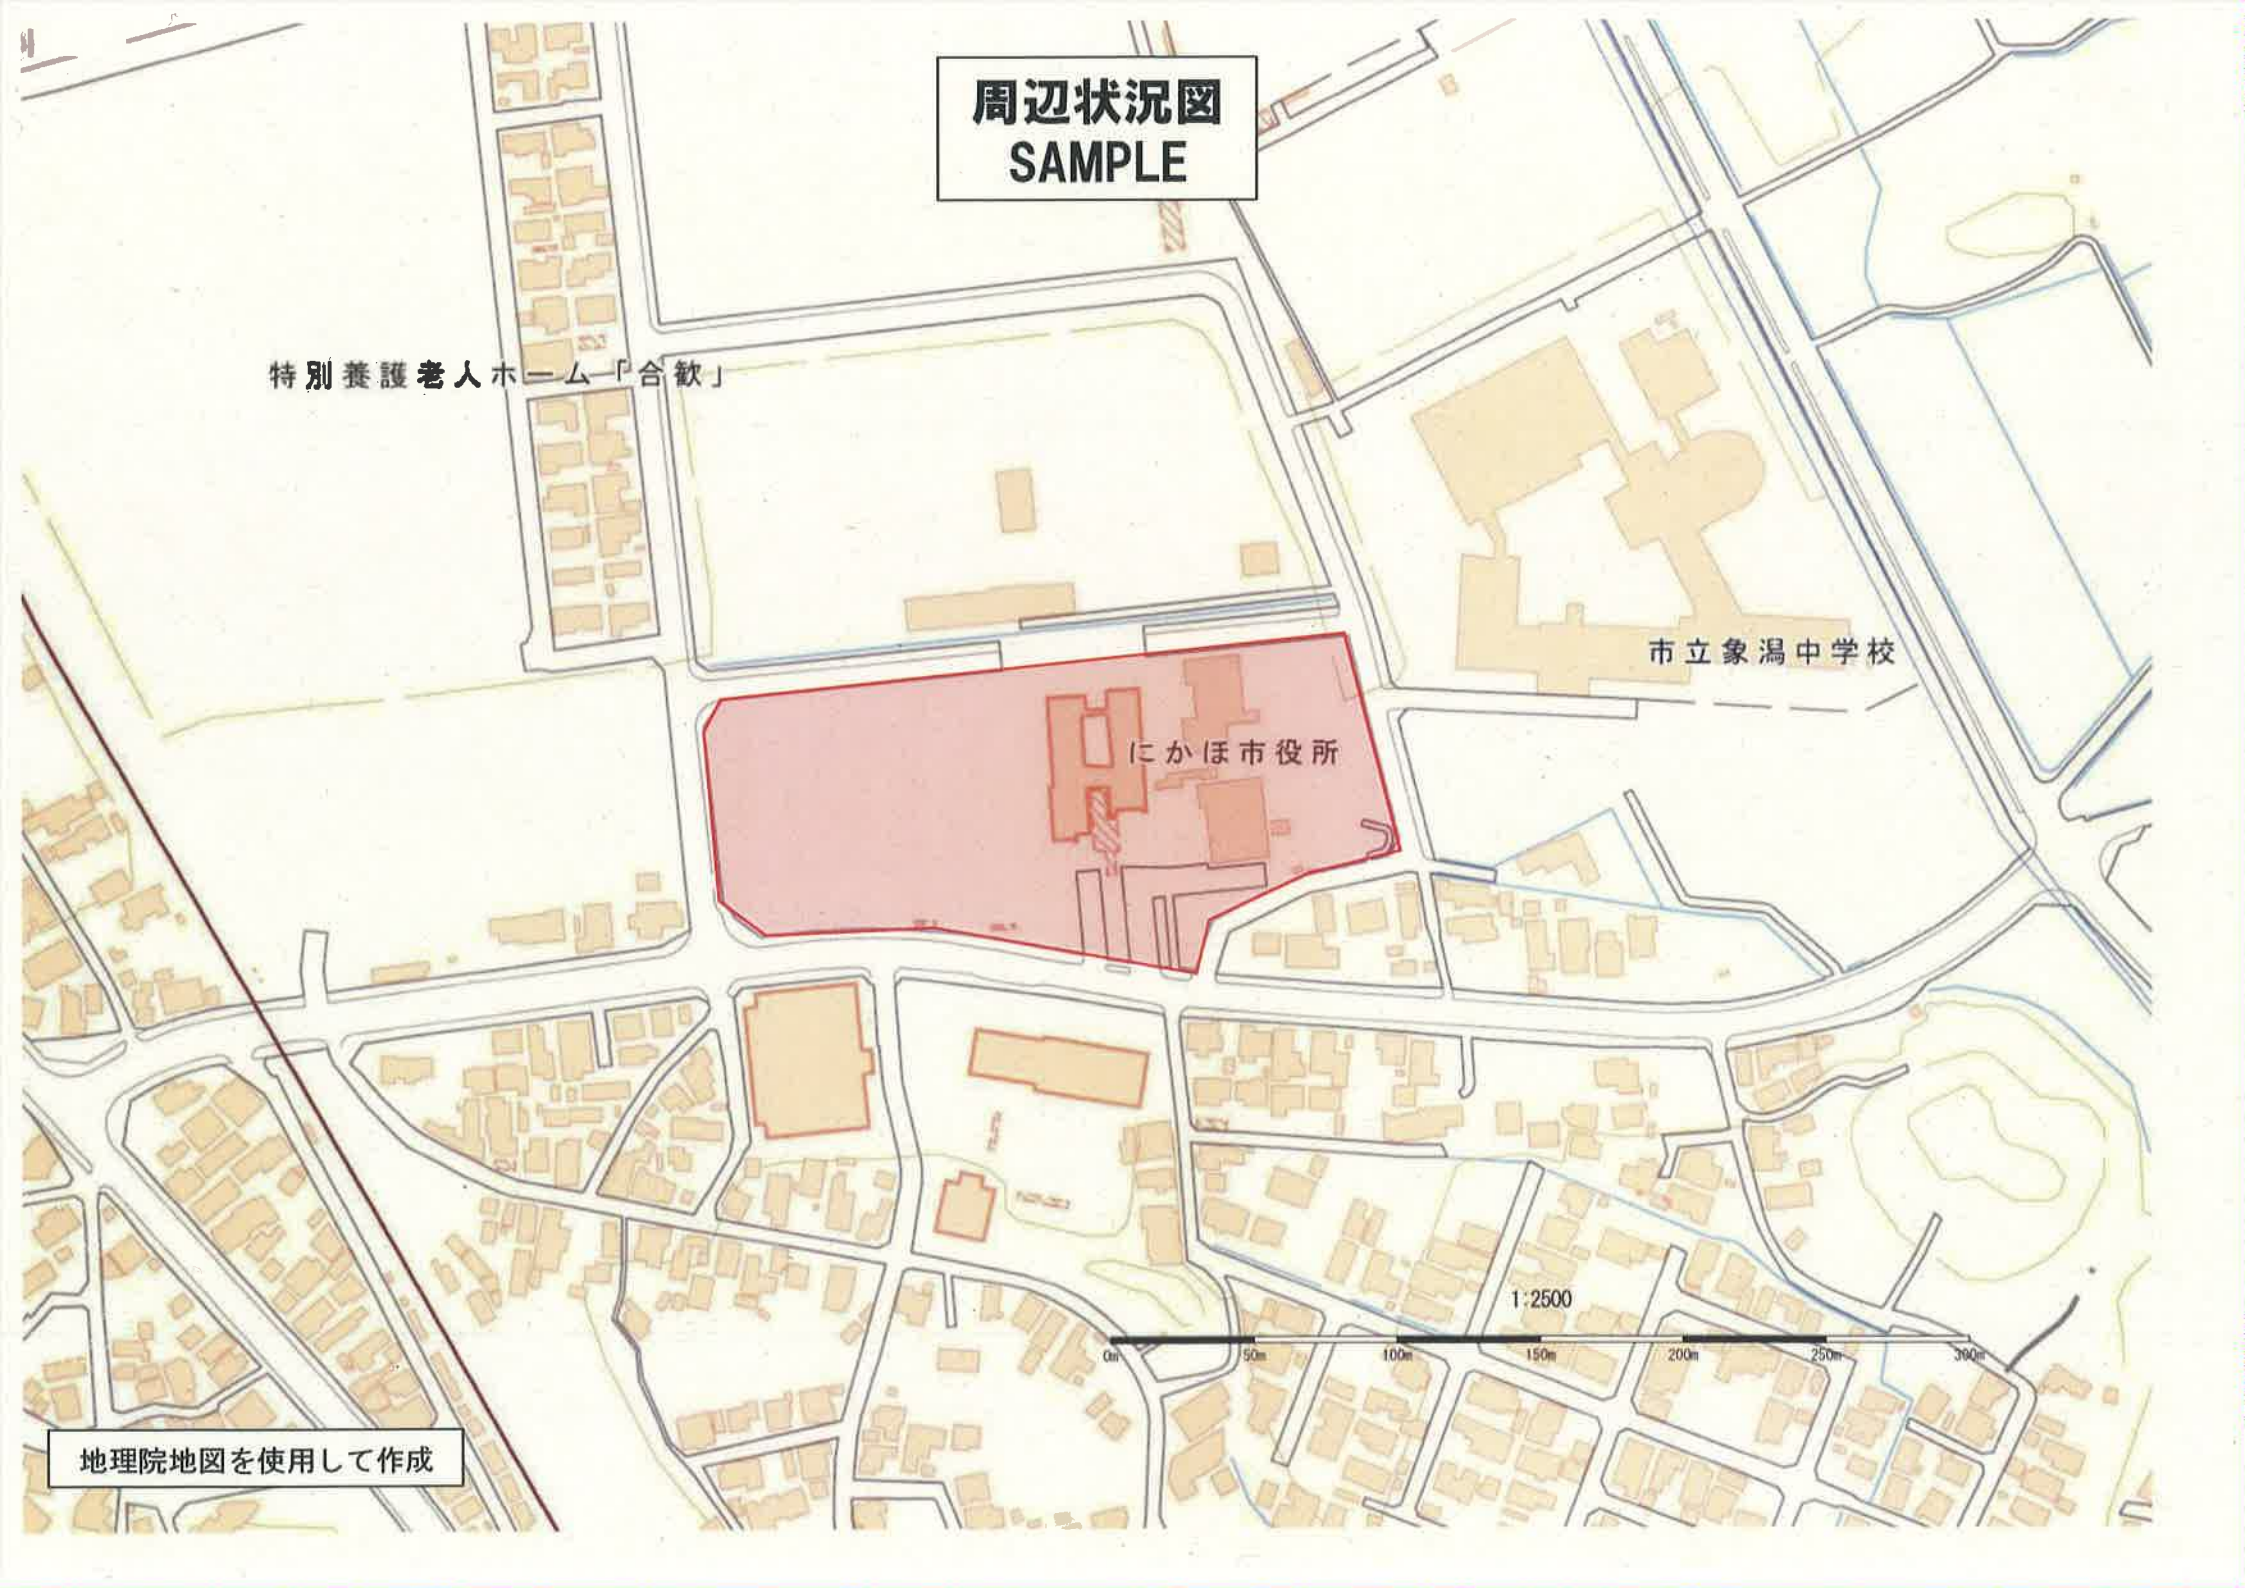 周辺状況図
SAMPLE
特別養護老人ホーム「合歓」
市立象潟中学校
にかほ市役所
1:2500
0m 50m 100m 150m 200m 250m 300m
地理院地図を使用して作成